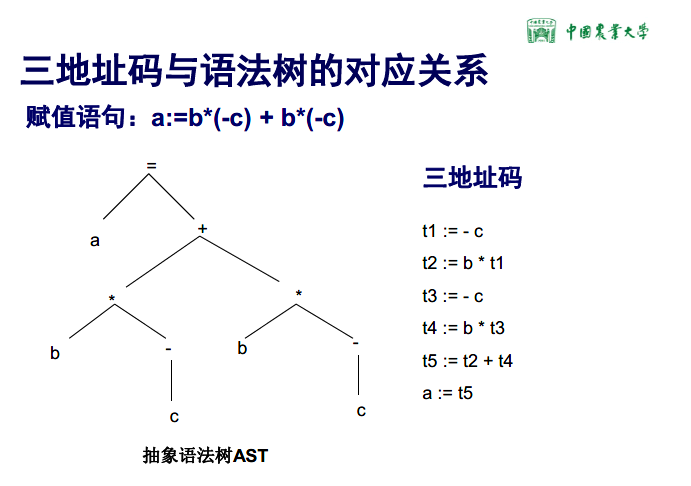 中国农业大学
三地址码与语法树的对应关系
赋值语句：a:=b*(-c) + b*(-c)
=
a
+
*
*
b
-
b
-
c
c
抽象语法树AST
三地址码
t1 := - c
t2 := b * t1
t3 := - c
t4 := b * t3
t5 := t2 + t4
a := t5